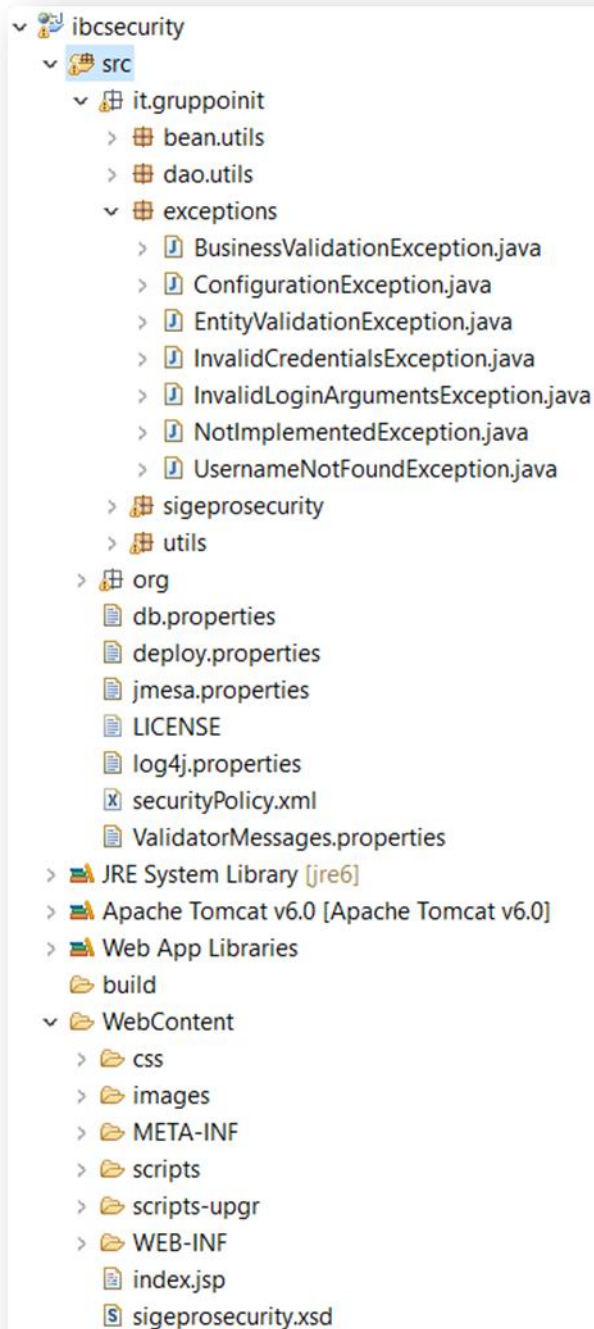 ibcsecurity
src
it.gruppoinit
bean.utils
dao.utils
exceptions
BusinessValidationException.java
ConfigurationException.java
EntityValidationException.java
InvalidCredentialsException.java
InvalidLoginArgumentsException.java
NotImplementedException.java
UsernameNotFoundException.java
sigeprosecurity
utils
org
db.properties
deploy.properties
jmesa.properties
LICENSE
log4j.properties
securityPolicy.xml
ValidatorMessages.properties
JRE System Library [jre6]
Apache Tomcat v6.0 [Apache Tomcat v6.0]
Web App Libraries
build
WebContent
css
images
META-INF
scripts
scripts-upgr
WEB-INF
index.jsp
sigeprosecurity.xsd